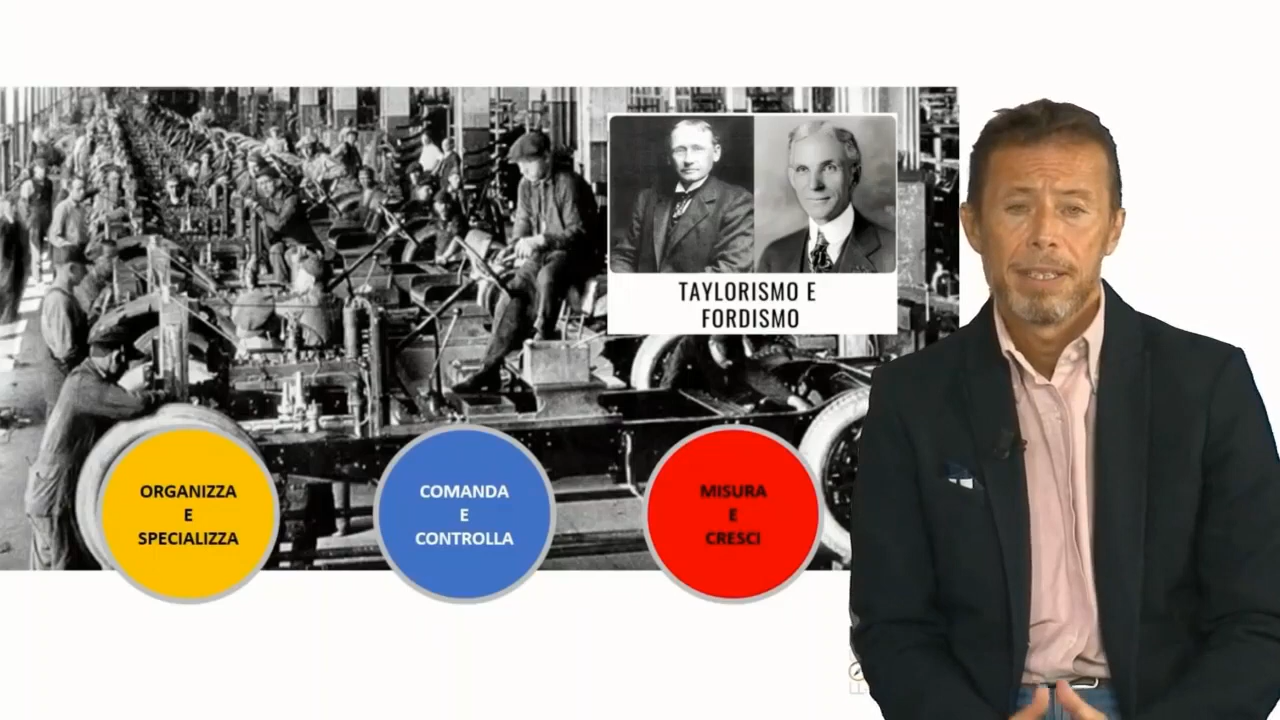 TAYLORISMO E
FORDISMO
ORGANIZZA
E
SPECIALIZZA
COMANDA
E
CONTROLLA
MISURA
E
CRESCI